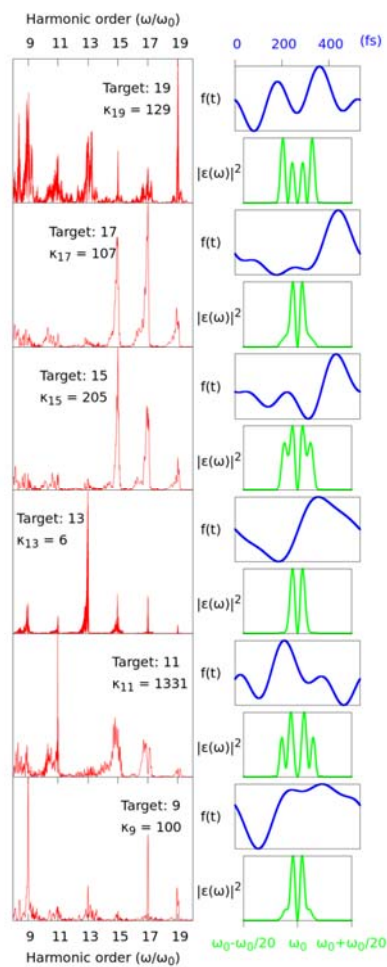 Harmonic order (ω/ω₀)
9 11 13 15 17 19
0 200 400 (fs)
Target: 19
κ₁₉ = 129
f(t)
|ε(ω)|²
Target: 17
κ₁₇ = 107
f(t)
|ε(ω)|²
Target: 15
κ₁₅ = 205
f(t)
|ε(ω)|²
Target: 13
κ₁₃ = 6
f(t)
|ε(ω)|²
Target: 11
κ₁₁ = 1331
f(t)
|ε(ω)|²
Target: 9
κ₉ = 100
f(t)
|ε(ω)|²
9 11 13 15 17 19
Harmonic order (ω/ω₀)
ω₀-ω₀/20 ω₀ ω₀+ω₀/20